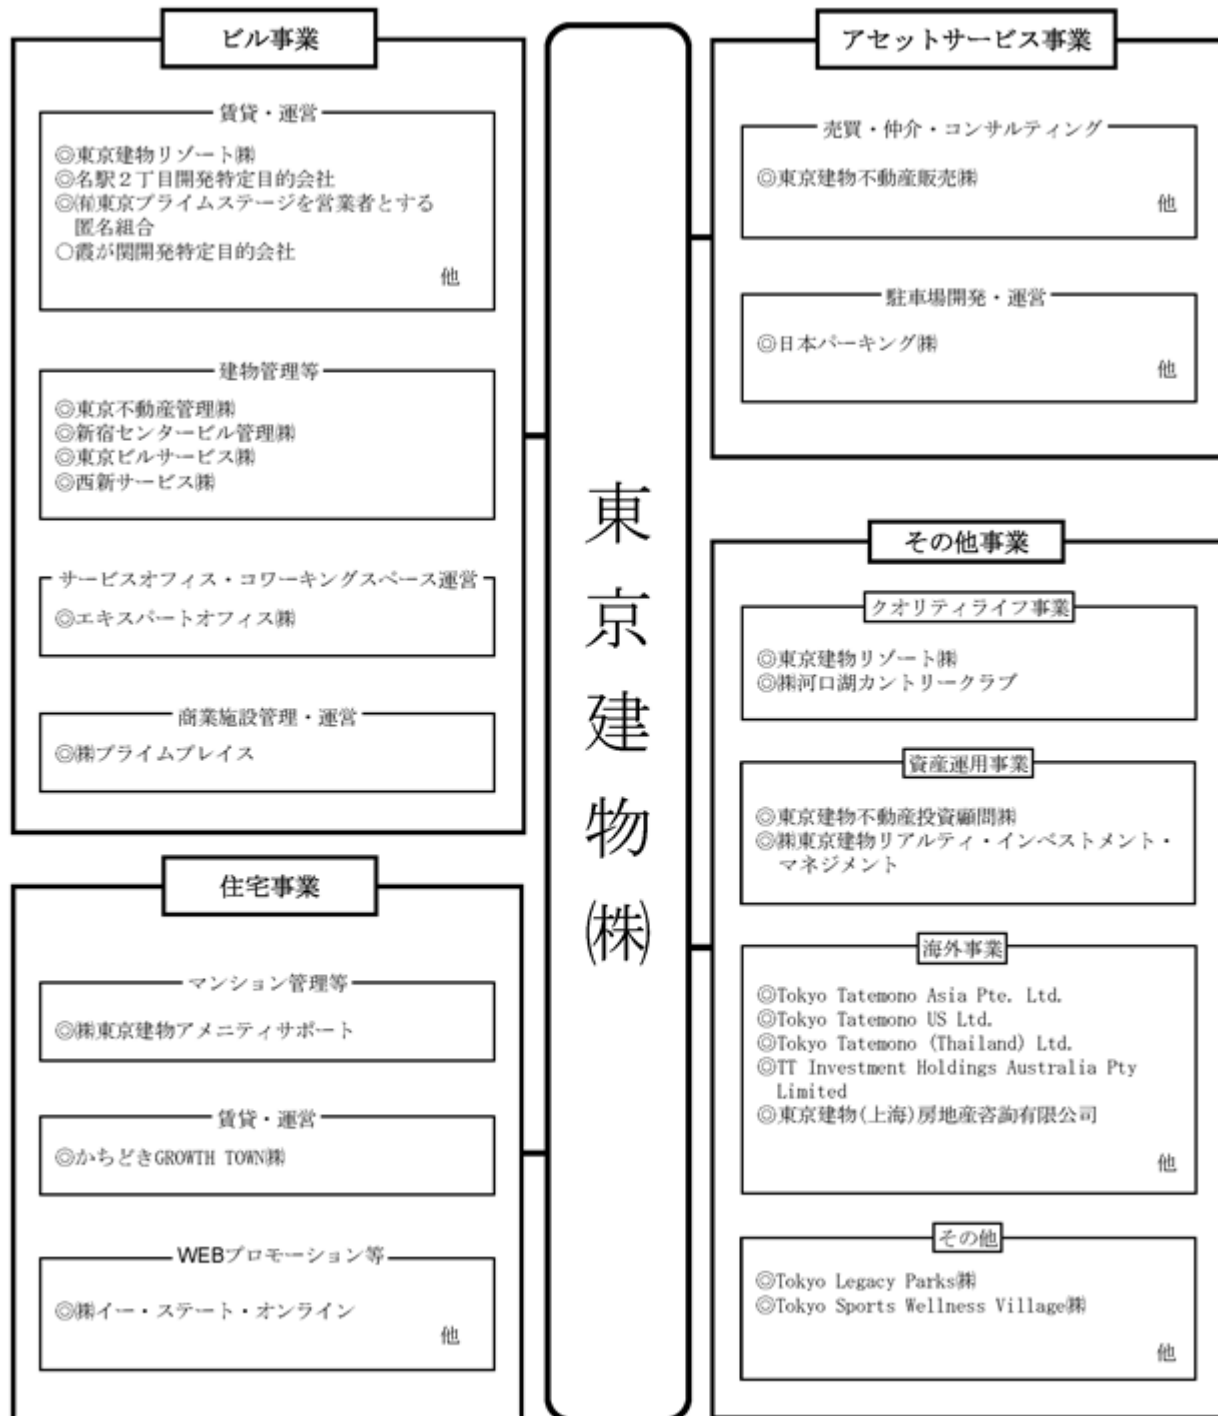 ビル事業
賃貸・運営
◎東京建物リゾート㈱
◎名駅２丁目開発特定目的会社
◎㈲東京プライムステージを営業者とする
匿名組合
○霞が関開発特定目的会社
他
建物管理等
◎東京不動産管理㈱
◎新宿センタービル管理㈱
◎東京ビルサービス㈱
◎西新サービス㈱
サービスオフィス・コワーキングスペース運営
◎エキスパートオフィス㈱
商業施設管理・運営
◎㈱プライムプレイス
住宅事業
マンション管理等
◎㈱東京建物アメニティサポート
賃貸・運営
◎かちどきGROWTH TOWN㈱
WEBプロモーション等
◎㈱イー・ステート・オンライン
他
東京建物㈱
アセットサービス事業
売買・仲介・コンサルティング
◎東京建物不動産販売㈱
他
駐車場開発・運営
◎日本パーキング㈱
他
その他事業
クオリティライフ事業
◎東京建物リゾート㈱
◎㈱河口湖カントリークラブ
資産運用事業
◎東京建物不動産投資顧問㈱
◎㈱東京建物リアルティ・インベストメント・
マネジメント
海外事業
◎Tokyo Tatemono Asia Pte. Ltd.
◎Tokyo Tatemono US Ltd.
◎Tokyo Tatemono (Thailand) Ltd.
◎TT Investment Holdings Australia Pty
Limited
◎東京建物(上海)房地産咨詢有限公司
他
その他
◎Tokyo Legacy Parks㈱
◎Tokyo Sports Wellness Village㈱
他